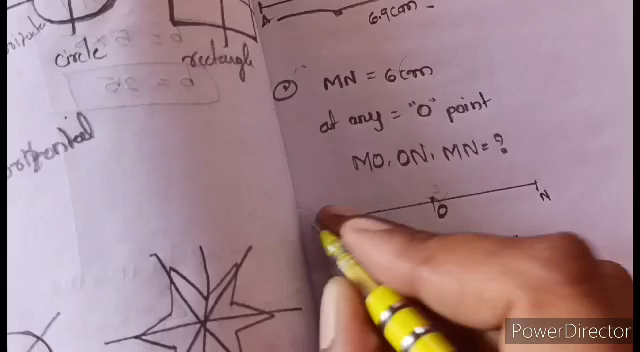 A
6.9cm
circle
rectangle
MN = 6cm
at any = "O" point
MO, ON, MN = ?
O
N
PowerDirector